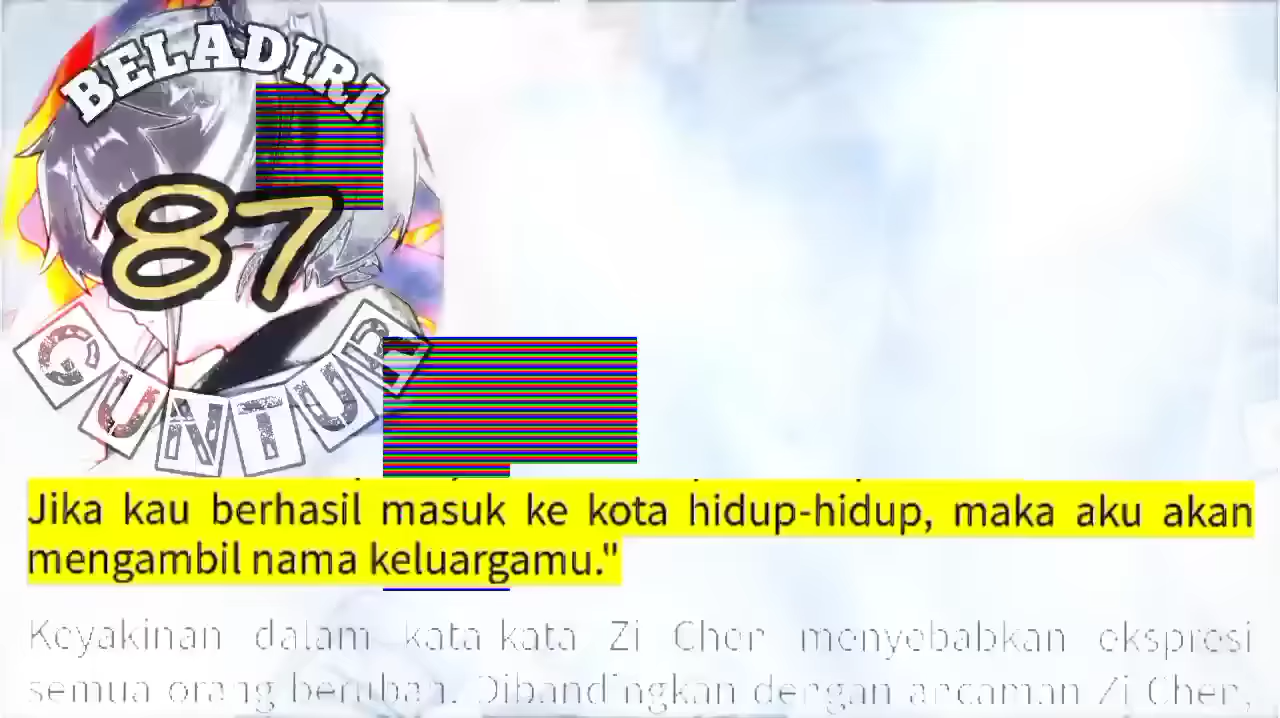 BELADIRI
87
GUNTUR
Jika kau berhasil masuk ke kota hidup-hidup, maka aku akan
mengambil nama keluargamu."
Keyakinan dalam kata-kata Zi Chen menyebabkan ekspresi
semua orang berubah. Dibandingkan dengan ancaman Zi Chen,